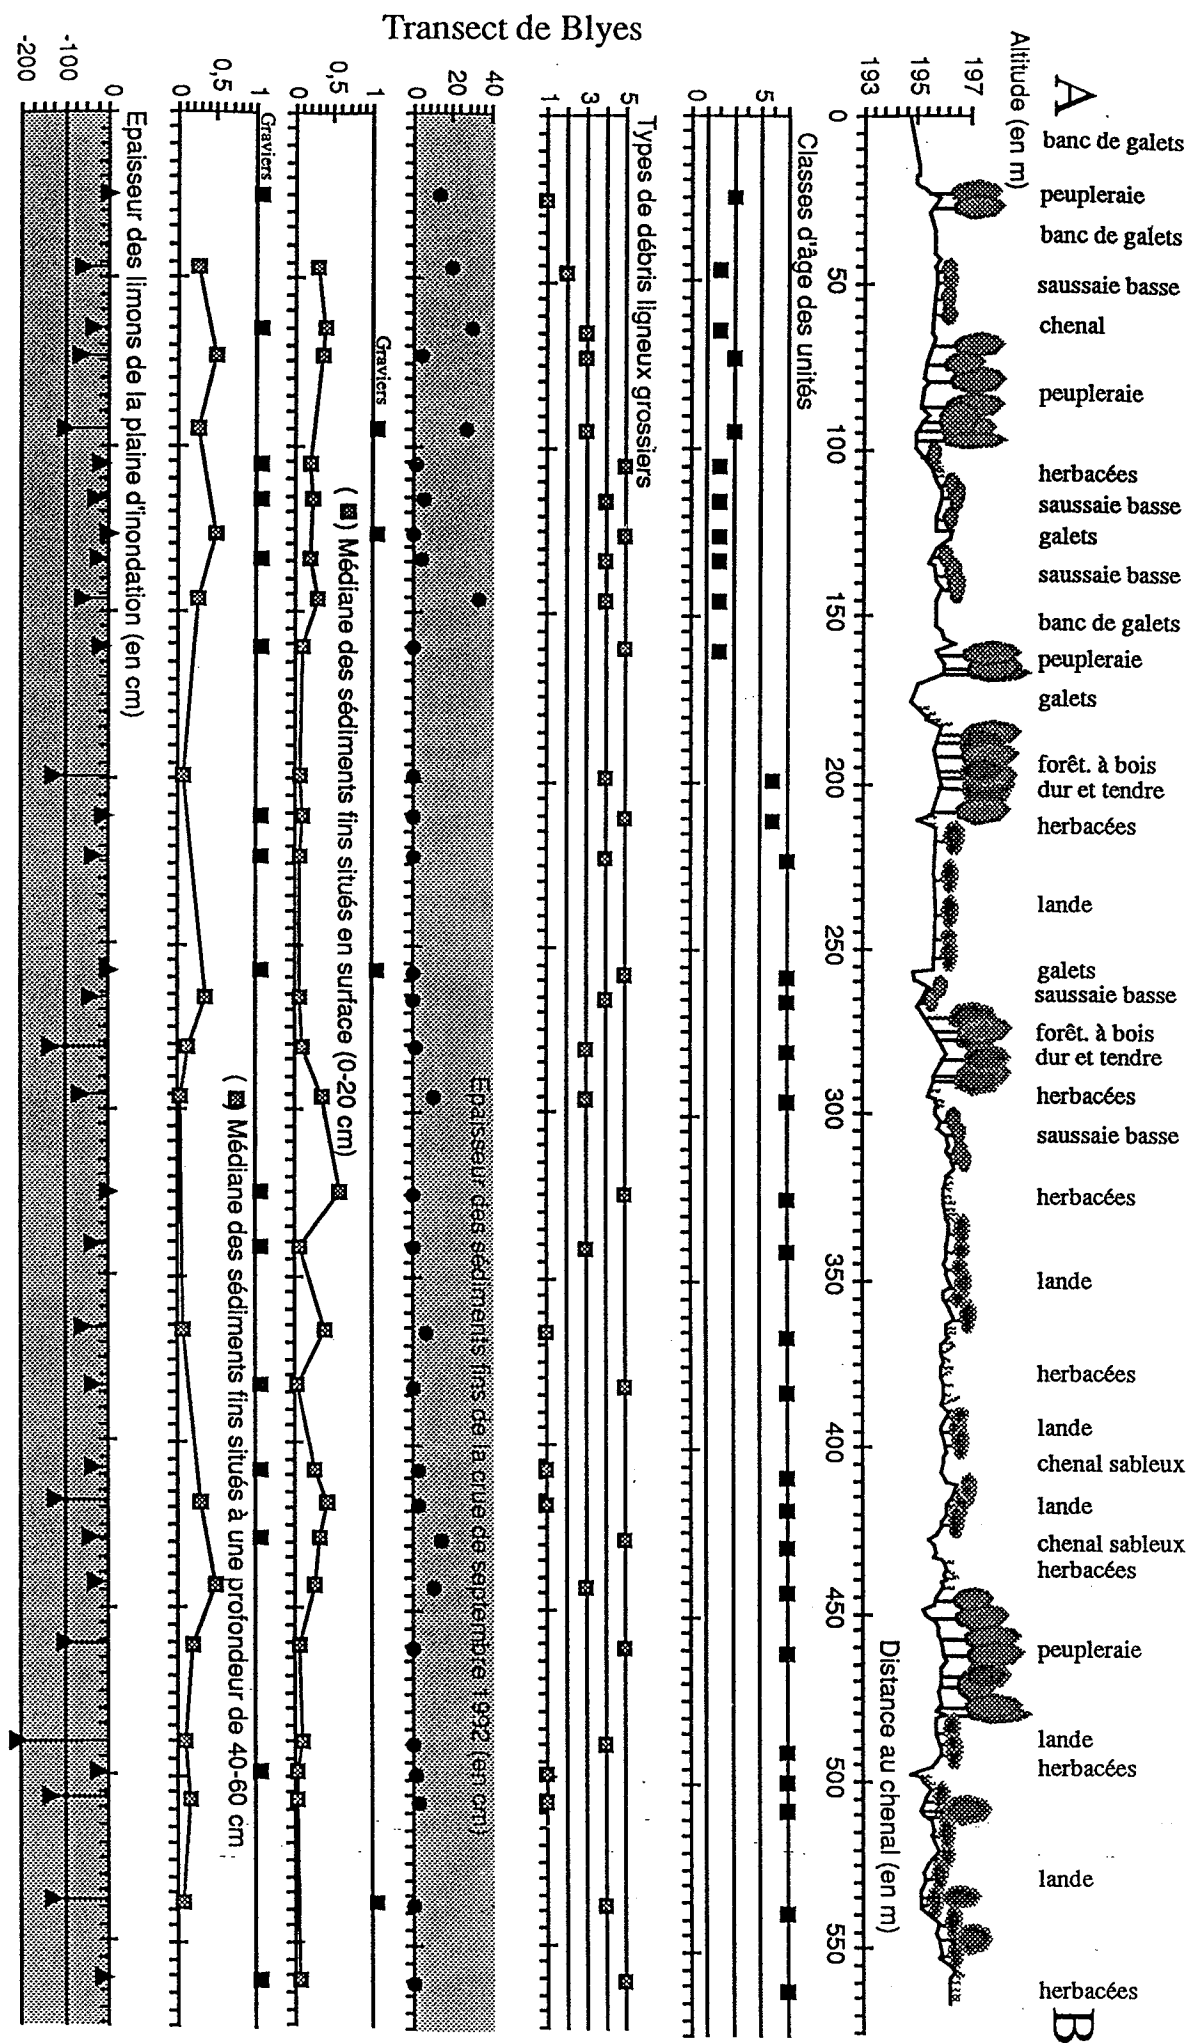 Transect de Blyes
A
B
Altitude (en m)
197
195
193
banc de galets
peupleraie
banc de galets
saussaie basse
chenal
peupleraie
herbacées
saussaie basse
galets
saussaie basse
banc de galets
peupleraie
galets
forêt. à bois
dur et tendre
herbacées
lande
galets
saussaie basse
forêt. à bois
dur et tendre
herbacées
saussaie basse
herbacées
lande
herbacées
lande
chenal sableux
lande
chenal sableux
herbacées
peupleraie
lande
herbacées
lande
herbacées
0
50
100
150
200
250
300
350
400
450
500
550
Distance au chenal (en m)
Classes d'âge des unités
5
0
Types de débris ligneux grossiers
5
3
1
40
20
0
Epaisseur des sédiments fins de la crue de septembre 1992 (en cm)
1
0,5
0
Graviers
( ) Médiane des sédiments fins situés en surface (0-20 cm)
1
0,5
0
Graviers
( ) Médiane des sédiments fins situés à une profondeur de 40-60 cm
Epaisseur des limons de la plaine d'inondation (en cm)
0
-100
-200